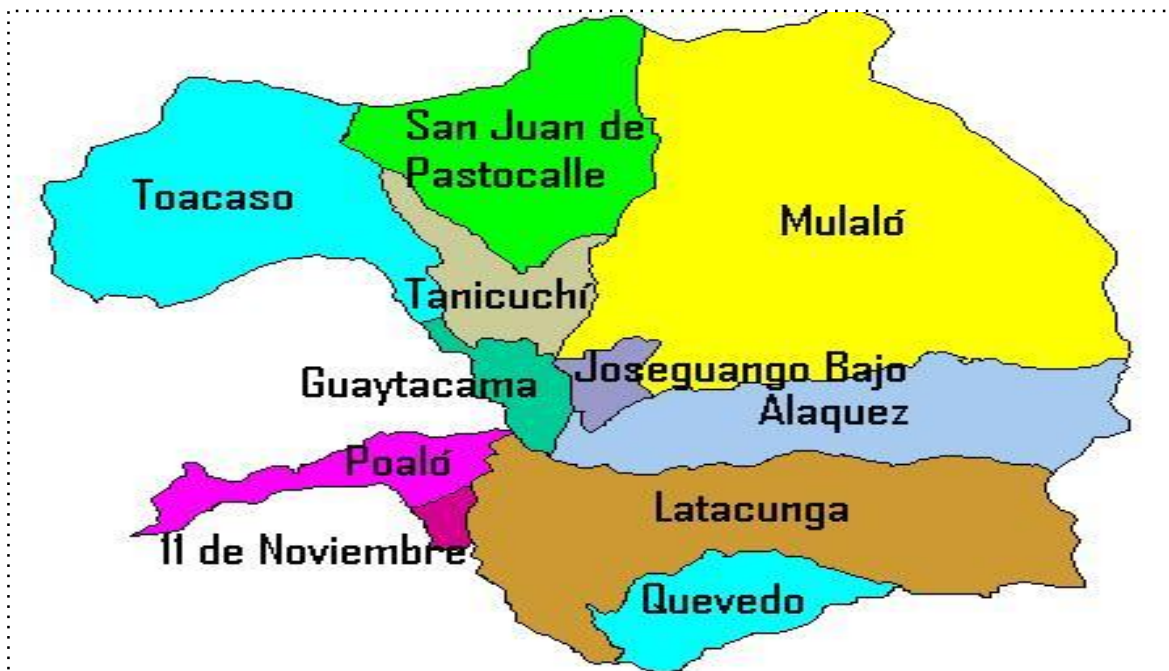 San Juan de
Pastocalle
Toacaso
Mulaló
Tanicuchí
Joseguango Bajo
Guaytacama
Alaquez
Poaló
Latacunga
11 de Noviembre
Quevedo